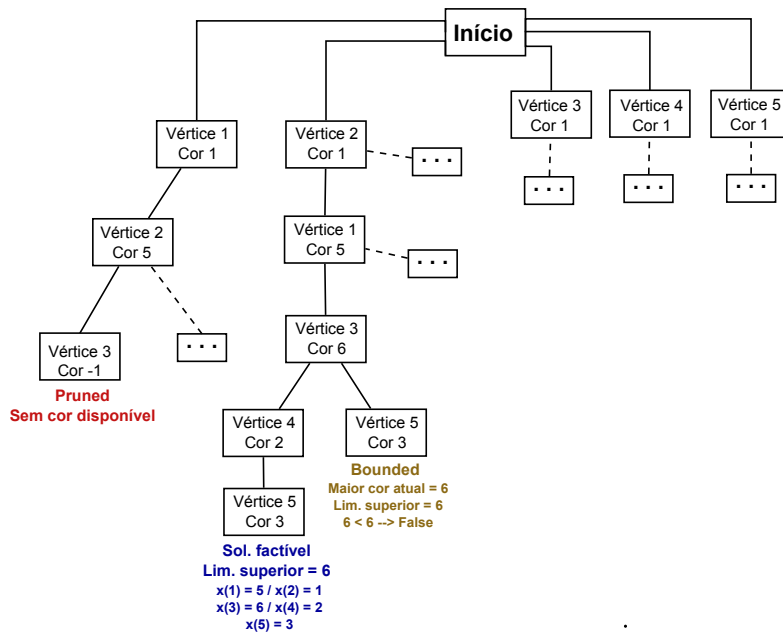 Início
Vértice 1
Cor 1
Vértice 2
Cor 1
Vértice 3
Cor 1
Vértice 4
Cor 1
Vértice 5
Cor 1
. . .
. . .
. . .
. . .
Vértice 2
Cor 5
Vértice 1
Cor 5
. . .
Vértice 3
Cor -1
. . .
Vértice 3
Cor 6
Pruned
Sem cor disponível
Vértice 4
Cor 2
Vértice 5
Cor 3
Bounded
Maior cor atual = 6
Lim. superior = 6
6 < 6 --> False
Vértice 5
Cor 3
Sol. factível
Lim. superior = 6
x(1) = 5 / x(2) = 1
x(3) = 6 / x(4) = 2
x(5) = 3
.